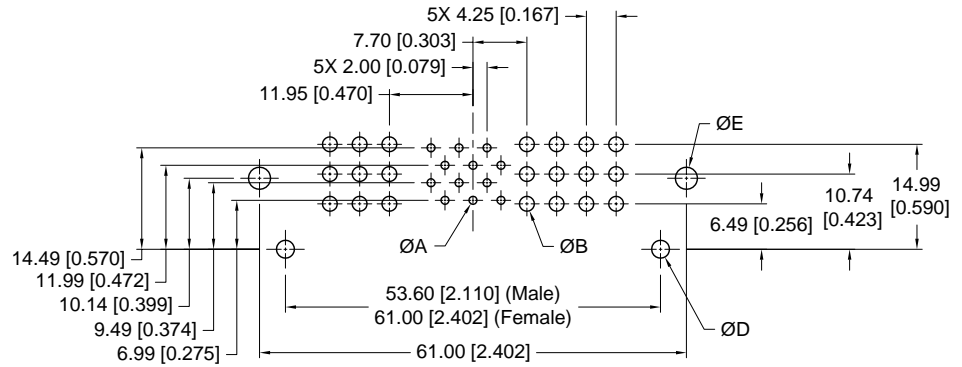 5X 4.25 [0.167]
7.70 [0.303]
5X 2.00 [0.079]
11.95 [0.470]
ØE
14.99
[0.590]
10.74
[0.423]
6.49 [0.256]
ØA
ØB
14.49 [0.570]
11.99 [0.472]
10.14 [0.399]
9.49 [0.374]
6.99 [0.275]
53.60 [2.110] (Male)
61.00 [2.402] (Female)
ØD
61.00 [2.402]